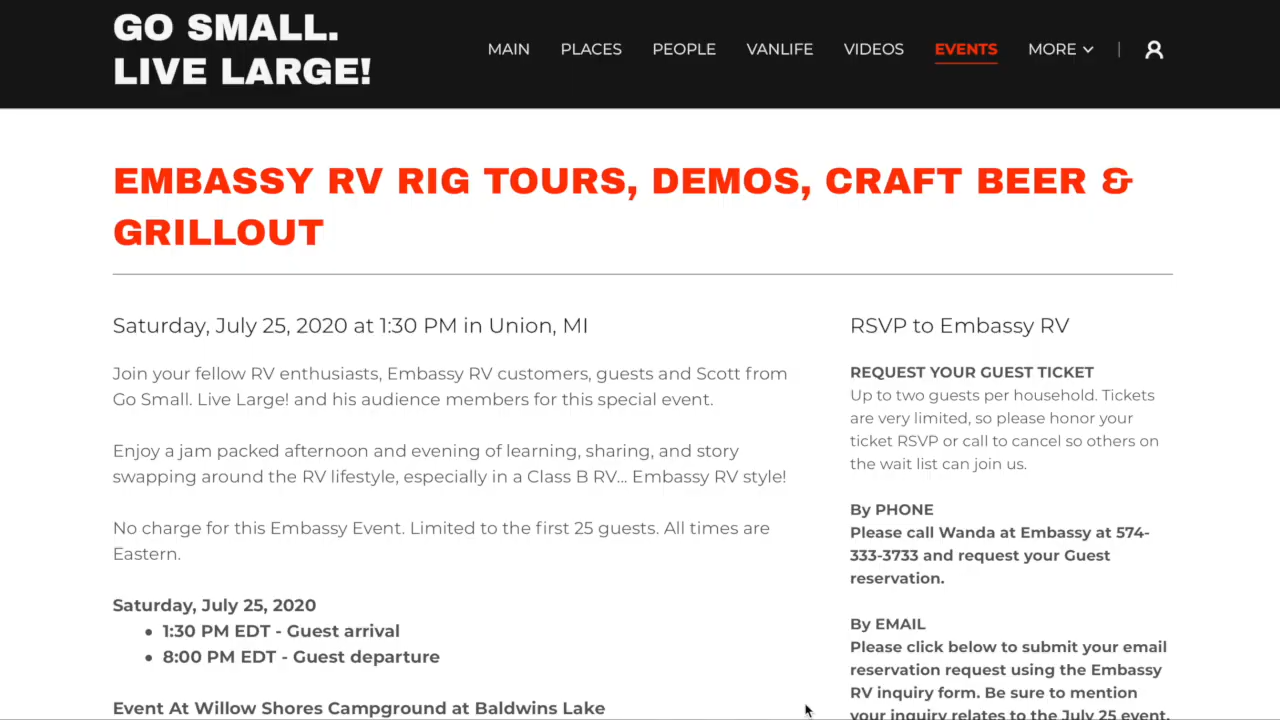 GO SMALL.
LIVE LARGE!
MAIN PLACES PEOPLE VANLIFE VIDEOS EVENTS MORE
EMBASSY RV RIG TOURS, DEMOS, CRAFT BEER &
GRILLOUT
Saturday, July 25, 2020 at 1:30 PM in Union, MI
Join your fellow RV enthusiasts, Embassy RV customers, guests and Scott from
Go Small. Live Large! and his audience members for this special event.
Enjoy a jam packed afternoon and evening of learning, sharing, and story
swapping around the RV lifestyle, especially in a Class B RV... Embassy RV style!
No charge for this Embassy Event. Limited to the first 25 guests. All times are
Eastern.
Saturday, July 25, 2020
• 1:30 PM EDT - Guest arrival
• 8:00 PM EDT - Guest departure
Event At Willow Shores Campground at Baldwins Lake
RSVP to Embassy RV
REQUEST YOUR GUEST TICKET
Up to two guests per household. Tickets
are very limited, so please honor your
ticket RSVP or call to cancel so others on
the wait list can join us.
By PHONE
Please call Wanda at Embassy at 574-
333-3733 and request your Guest
reservation.
By EMAIL
Please click below to submit your email
reservation request using the Embassy
RV inquiry form. Be sure to mention
your inquiry relates to the July 25 event.